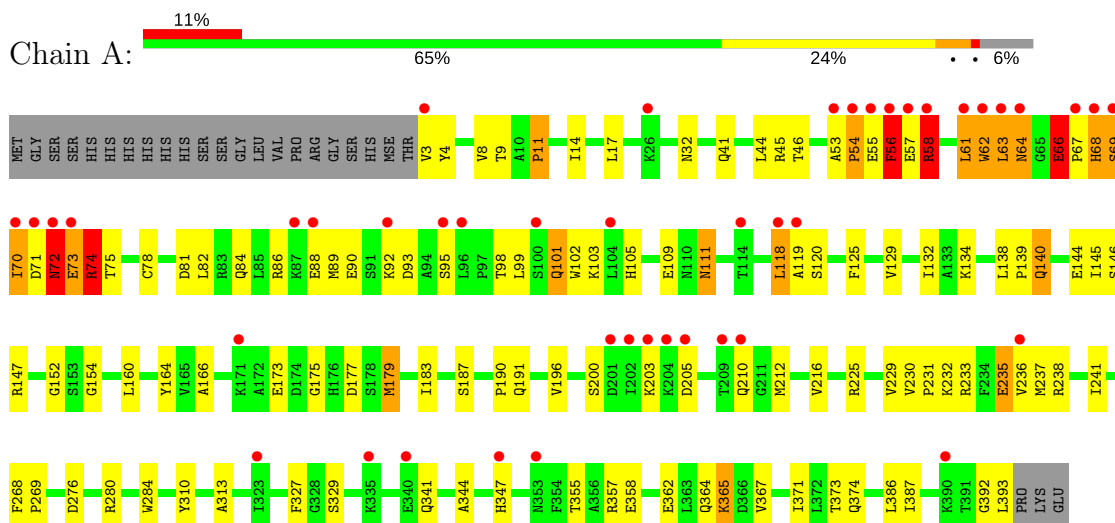 11%
Chain A:
65% 24% • • 6%
MET GLY SER SER HIS HIS HIS HIS HIS HIS SER SER GLY LEU VAL PRO ARG GLY SER HIS MSE THR V3 Y4 V8 T9 A10 P11 I14 L17 K26 N32 Q41 L44 R45 T46 A53 P54 E55 F56 E57 R58 L61 W62 L63 N64 G65 E66 P67 H68 S69
I70 D71 N72 E73 R74 T75 C78 D81 L82 R83 Q84 L85 R86 K87 E88 M89 E90 S91 K92 D93 A94 S95 L96 P97 T98 L99 S100 Q101 W102 K103 L104 H105 E109 N110 N111 T114 L118 A119 S120 F125 V129 I132 A133 K134 L138 P139 Q140 E144 I145 S146
R147 G152 S153 G154 L160 Y164 V165 A166 K171 A172 E173 D174 G175 H176 D177 S178 M179 I183 S187 P190 Q191 V196 S200 D201 I202 K203 K204 D205 T209 Q210 G211 M212 V216 R225 V229 V230 P231 K232 R233 F234 E235 V236 M237 R238 I241
F268 P269 D276 R280 W284 Y310 A313 I323 F327 G328 S329 K335 E340 Q341 A344 H347 N353 F354 T355 A356 R357 E358 E362 L363 Q364 K365 D366 V367 I371 L372 T373 Q374 L386 I387 K390 T391 G392 L393 PRO LYS GLU